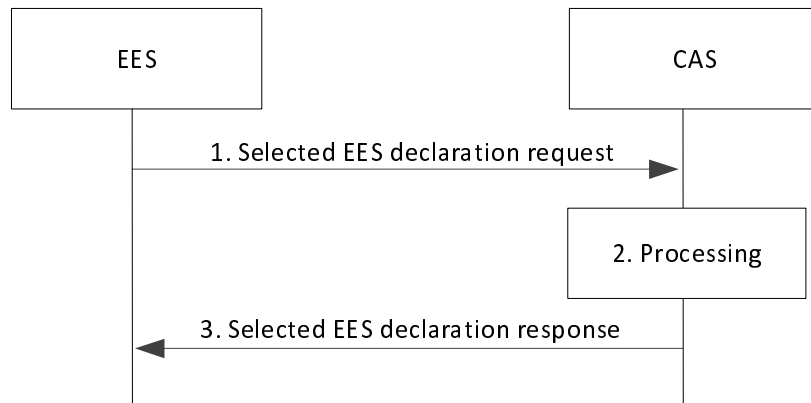 EES
CAS
1. Selected EES declaration request
2. Processing
3. Selected EES declaration response